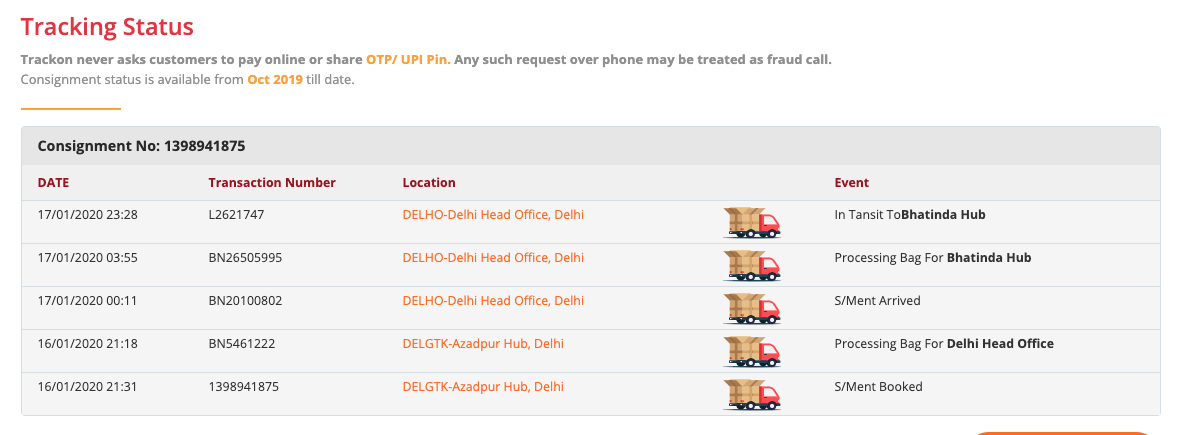 Tracking Status
Trackon never asks customers to pay online or share OTP/ UPI Pin. Any such request over phone may be treated as fraud call.
Consignment status is available from Oct 2019 till date.
Consignment No: 1398941875
DATE Transaction Number Location Event
17/01/2020 23:28 L2621747 DELHO-Delhi Head Office, Delhi In Tansit ToBhatinda Hub
17/01/2020 03:55 BN26505995 DELHO-Delhi Head Office, Delhi Processing Bag For Bhatinda Hub
17/01/2020 00:11 BN20100802 DELHO-Delhi Head Office, Delhi S/Ment Arrived
16/01/2020 21:18 BN5461222 DELGTK-Azadpur Hub, Delhi Processing Bag For Delhi Head Office
16/01/2020 21:31 1398941875 DELGTK-Azadpur Hub, Delhi S/Ment Booked